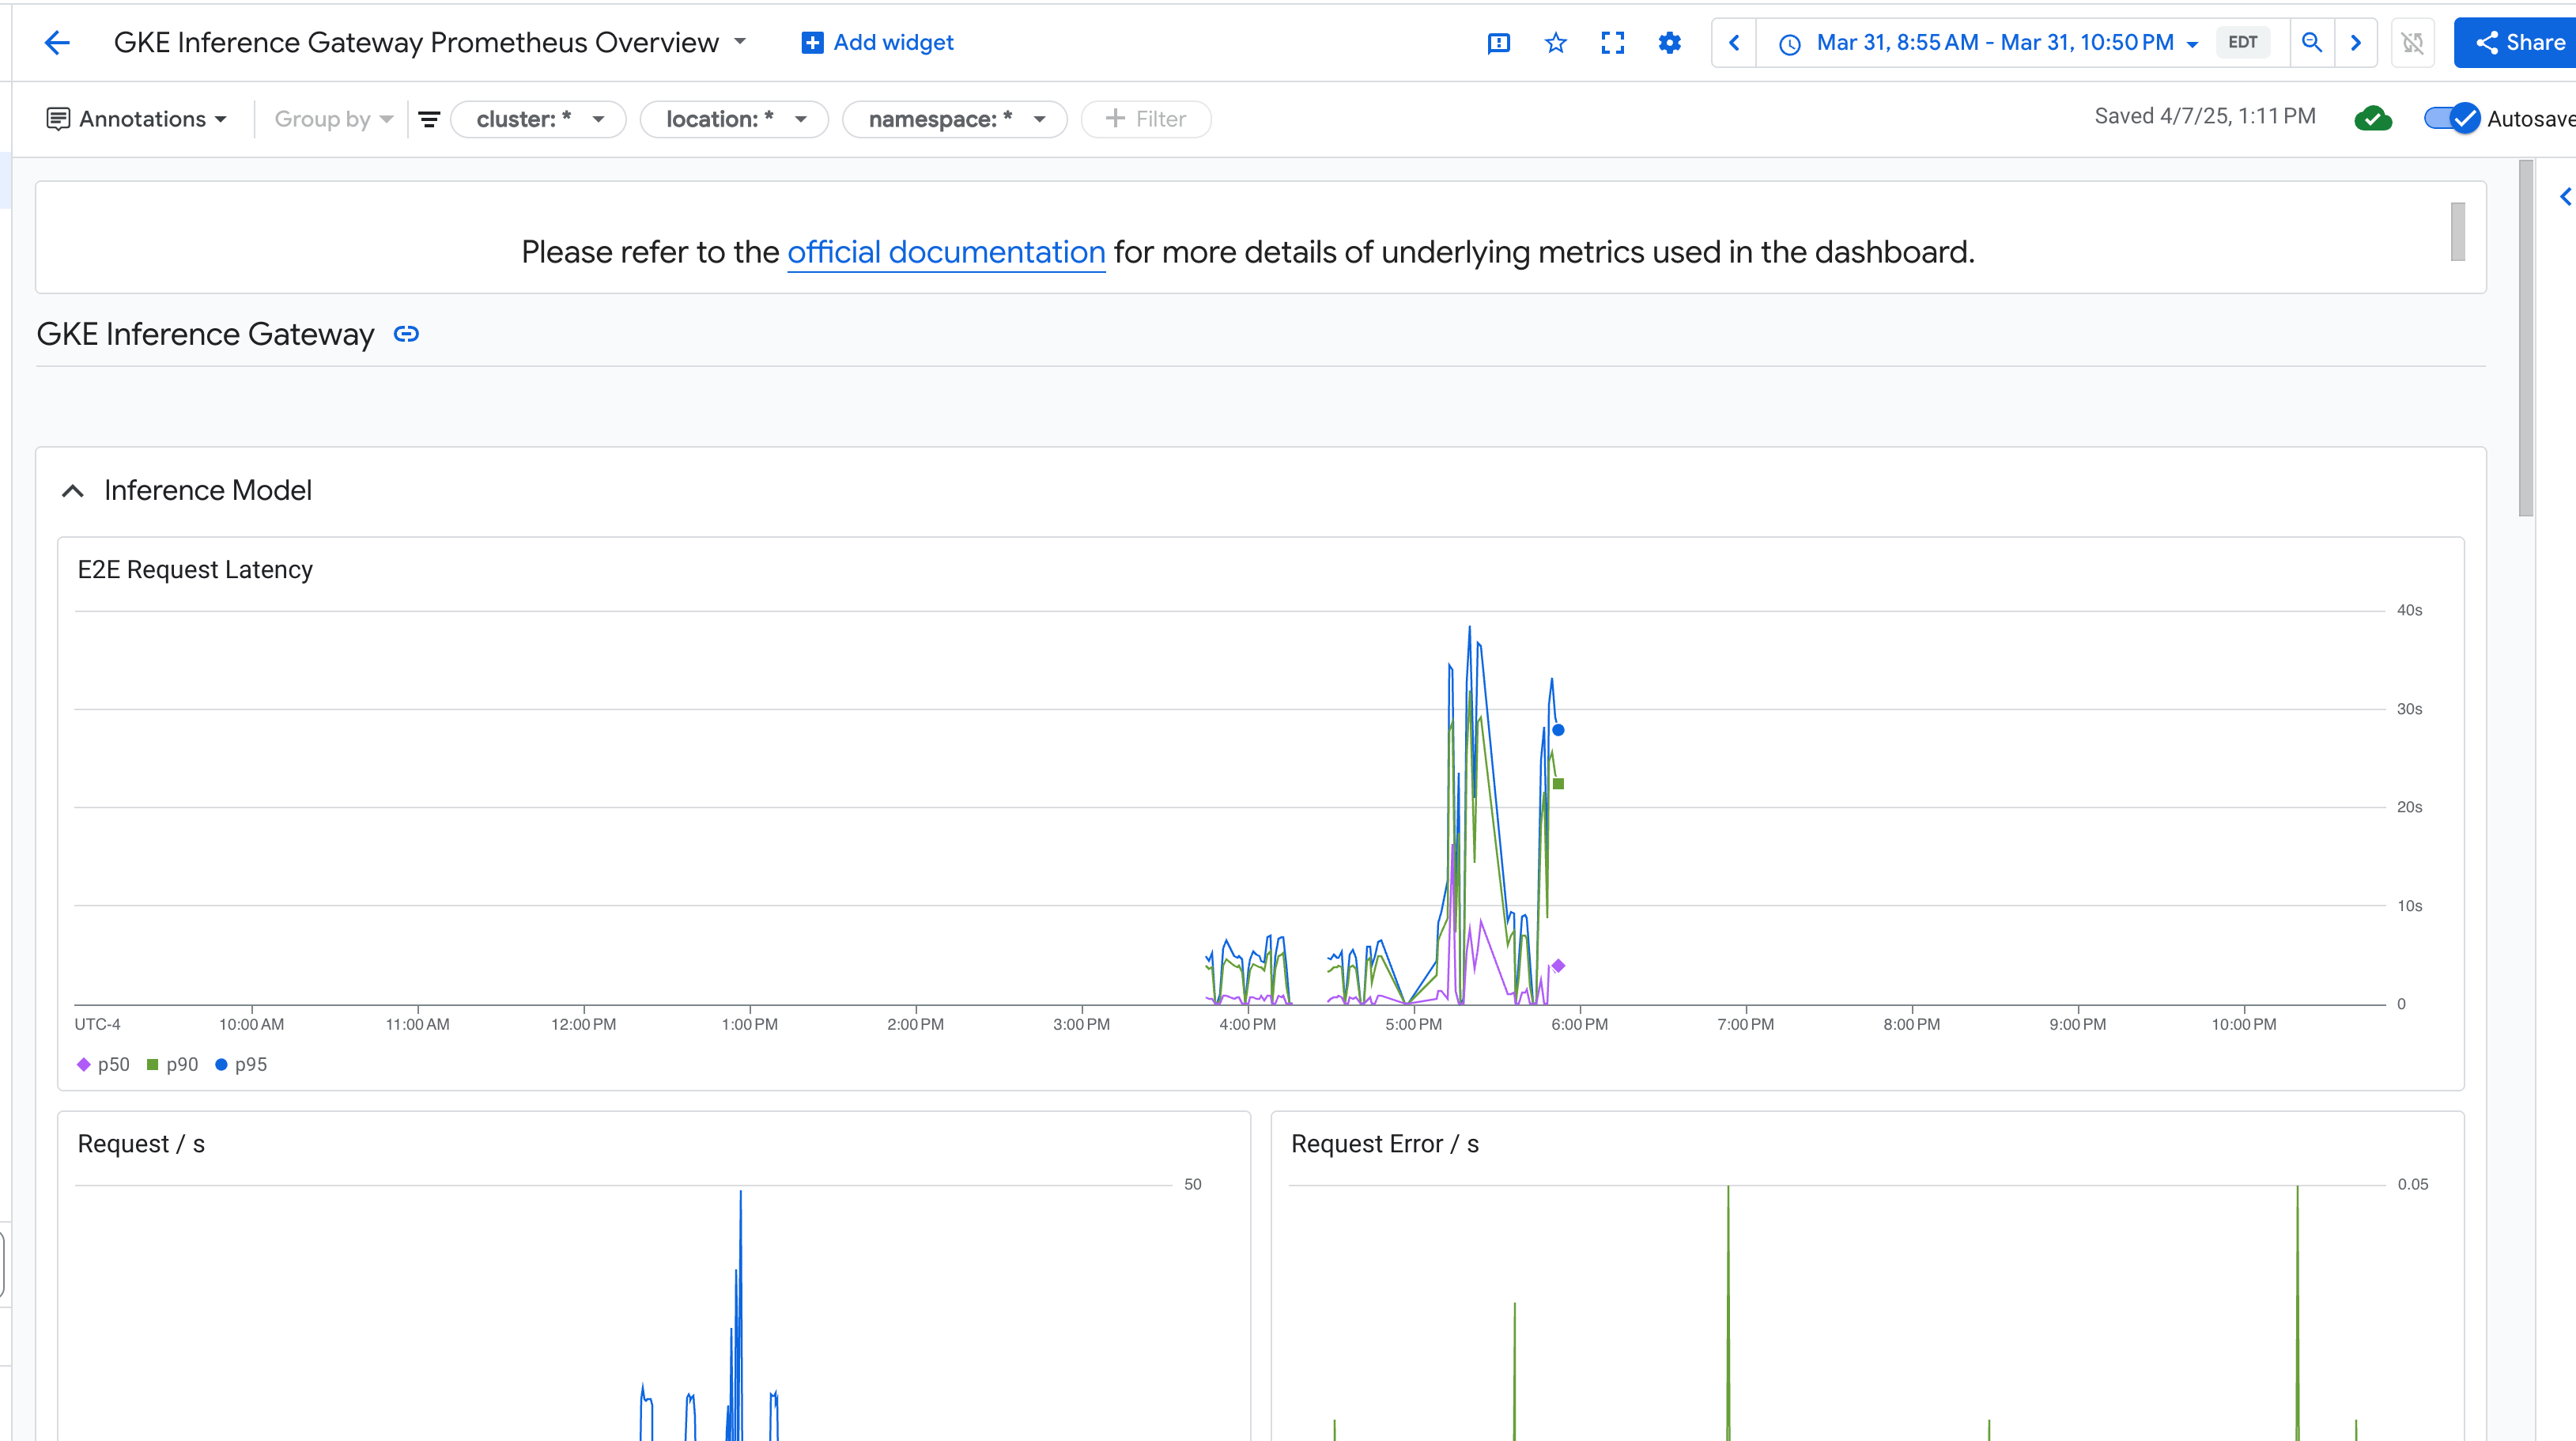 GKE Inference Gateway Prometheus Overview
Add widget
Mar 31, 8:55 AM - Mar 31, 10:50 PM
EDT
Share
Annotations
Group by
cluster: *
location: *
namespace: *
Filter
Saved 4/7/25, 1:11 PM
Autosave
Please refer to the official documentation for more details of underlying metrics used in the dashboard.
GKE Inference Gateway
Inference Model
E2E Request Latency
40s
30s
20s
10s
0
UTC-4
10:00 AM
11:00 AM
12:00 PM
1:00 PM
2:00 PM
3:00 PM
4:00 PM
5:00 PM
6:00 PM
7:00 PM
8:00 PM
9:00 PM
10:00 PM
p50
p90
p95
Request / s
50
Request Error / s
0.05